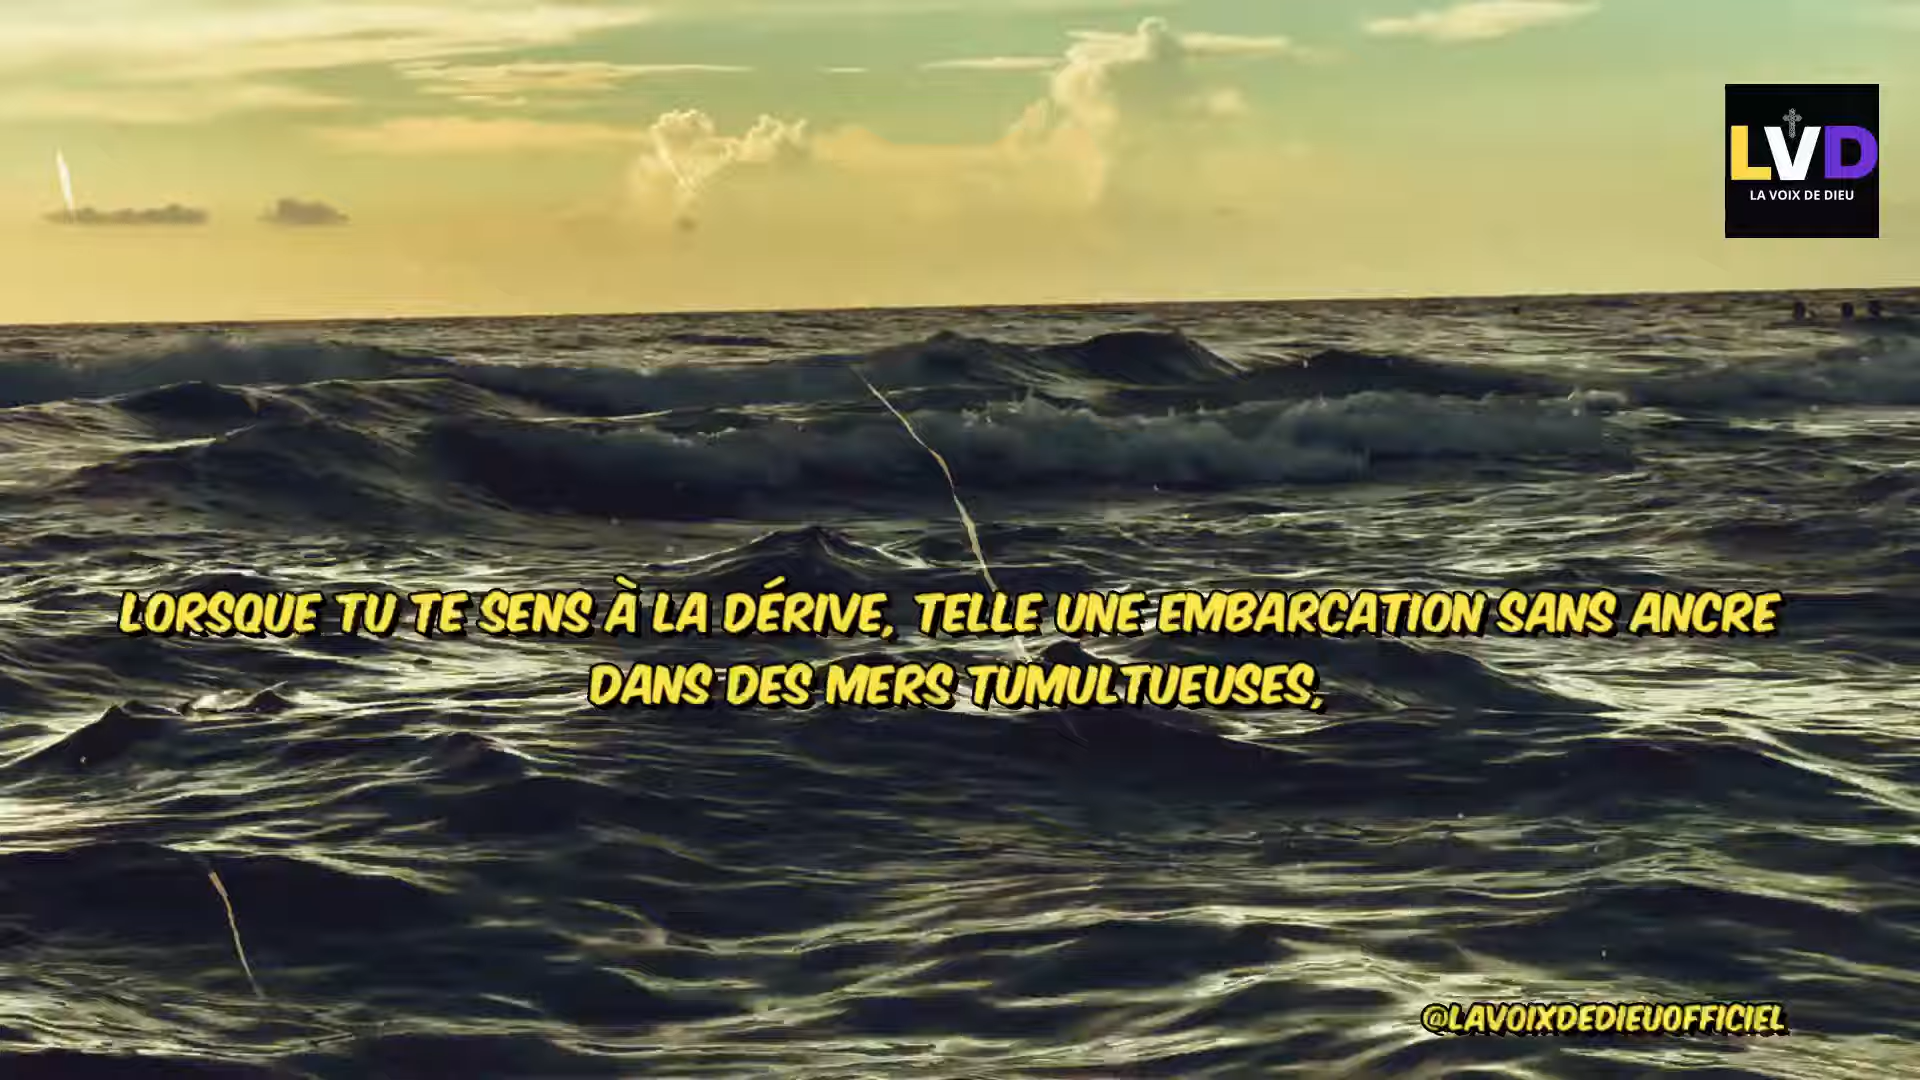 LVD
LA VOIX DE DIEU
LORSQUE TU TE SENS À LA DÉRIVE, TELLE UNE EMBARCATION SANS ANCRE
DANS DES MERS TUMULTUEUSES,
@LAVOIXDEDIEUOFFICIEL